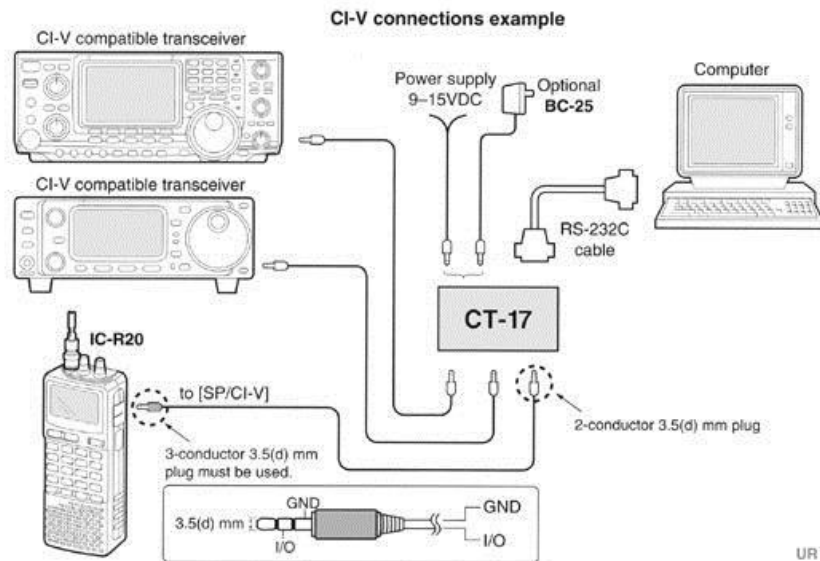 CI-V connections example
CI-V compatible transceiver
Power supply
9–15VDC
Optional
BC-25
Computer
CI-V compatible transceiver
RS-232C
cable
CT-17
IC-R20
to [SP/CI-V]
2-conductor 3.5(d) mm plug
3-conductor 3.5(d) mm
plug must be used.
GND
GND
3.5(d) mm
I/O
I/O
UR